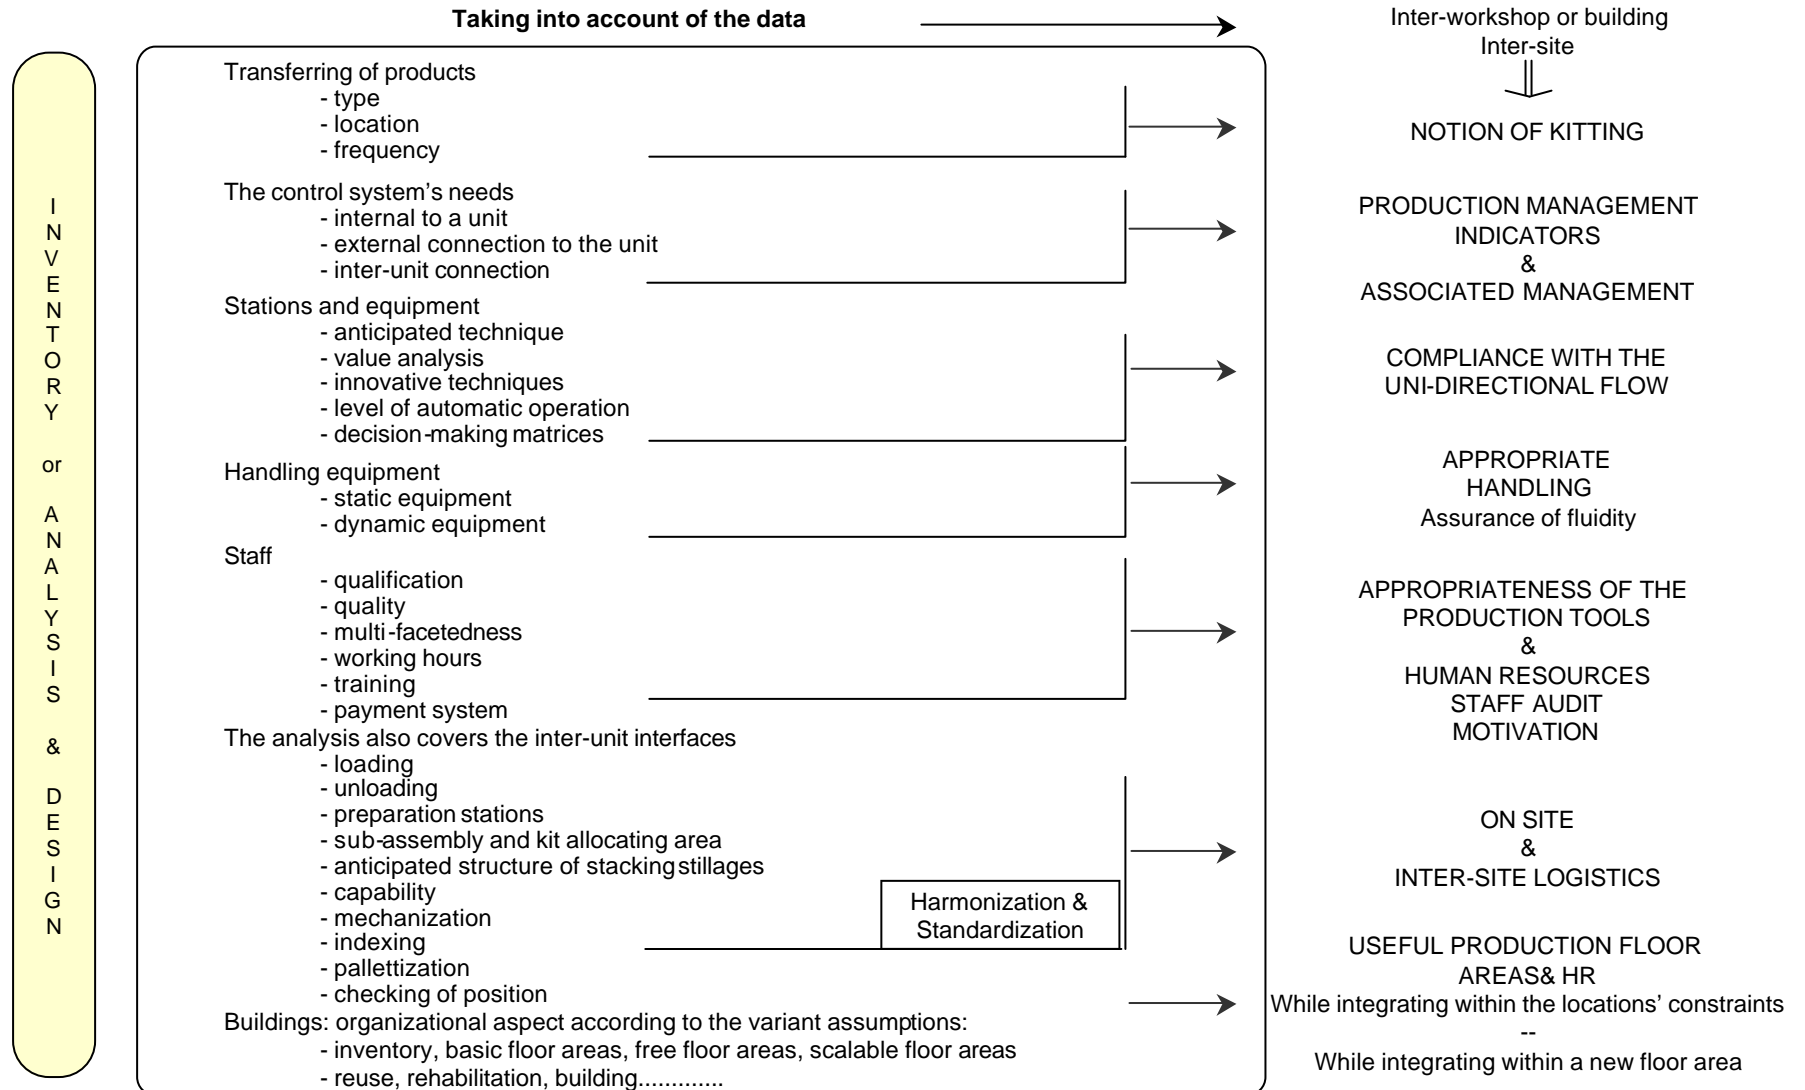 Taking into account of the data
Inter-workshop or building
Inter-site
INVENTORY or ANALYSIS & DESIGN
Transferring of products
- type
- location
- frequency
NOTION OF KITTING
The control system’s needs
- internal to a unit
- external connection to the unit
- inter-unit connection
PRODUCTION MANAGEMENT
INDICATORS
&
ASSOCIATED MANAGEMENT
Stations and equipment
- anticipated technique
- value analysis
- innovative techniques
- level of automatic operation
- decision-making matrices
COMPLIANCE WITH THE
UNI-DIRECTIONAL FLOW
Handling equipment
- static equipment
- dynamic equipment
APPROPRIATE
HANDLING
Assurance of fluidity
Staff
- qualification
- quality
- multi-facetedness
- working hours
- training
- payment system
APPROPRIATENESS OF THE
PRODUCTION TOOLS
&
HUMAN RESOURCES
STAFF AUDIT
MOTIVATION
The analysis also covers the inter-unit interfaces
- loading
- unloading
- preparation stations
- sub-assembly and kit allocating area
- anticipated structure of stacking stillages
- capability
- mechanization
- indexing
- pallettization
- checking of position
Harmonization &
Standardization
ON SITE
&
INTER-SITE LOGISTICS
Buildings: organizational aspect according to the variant assumptions:
- inventory, basic floor areas, free floor areas, scalable floor areas
- reuse, rehabilitation, building.............
USEFUL PRODUCTION FLOOR
AREAS& HR
While integrating within the locations’ constraints
--
While integrating within a new floor area